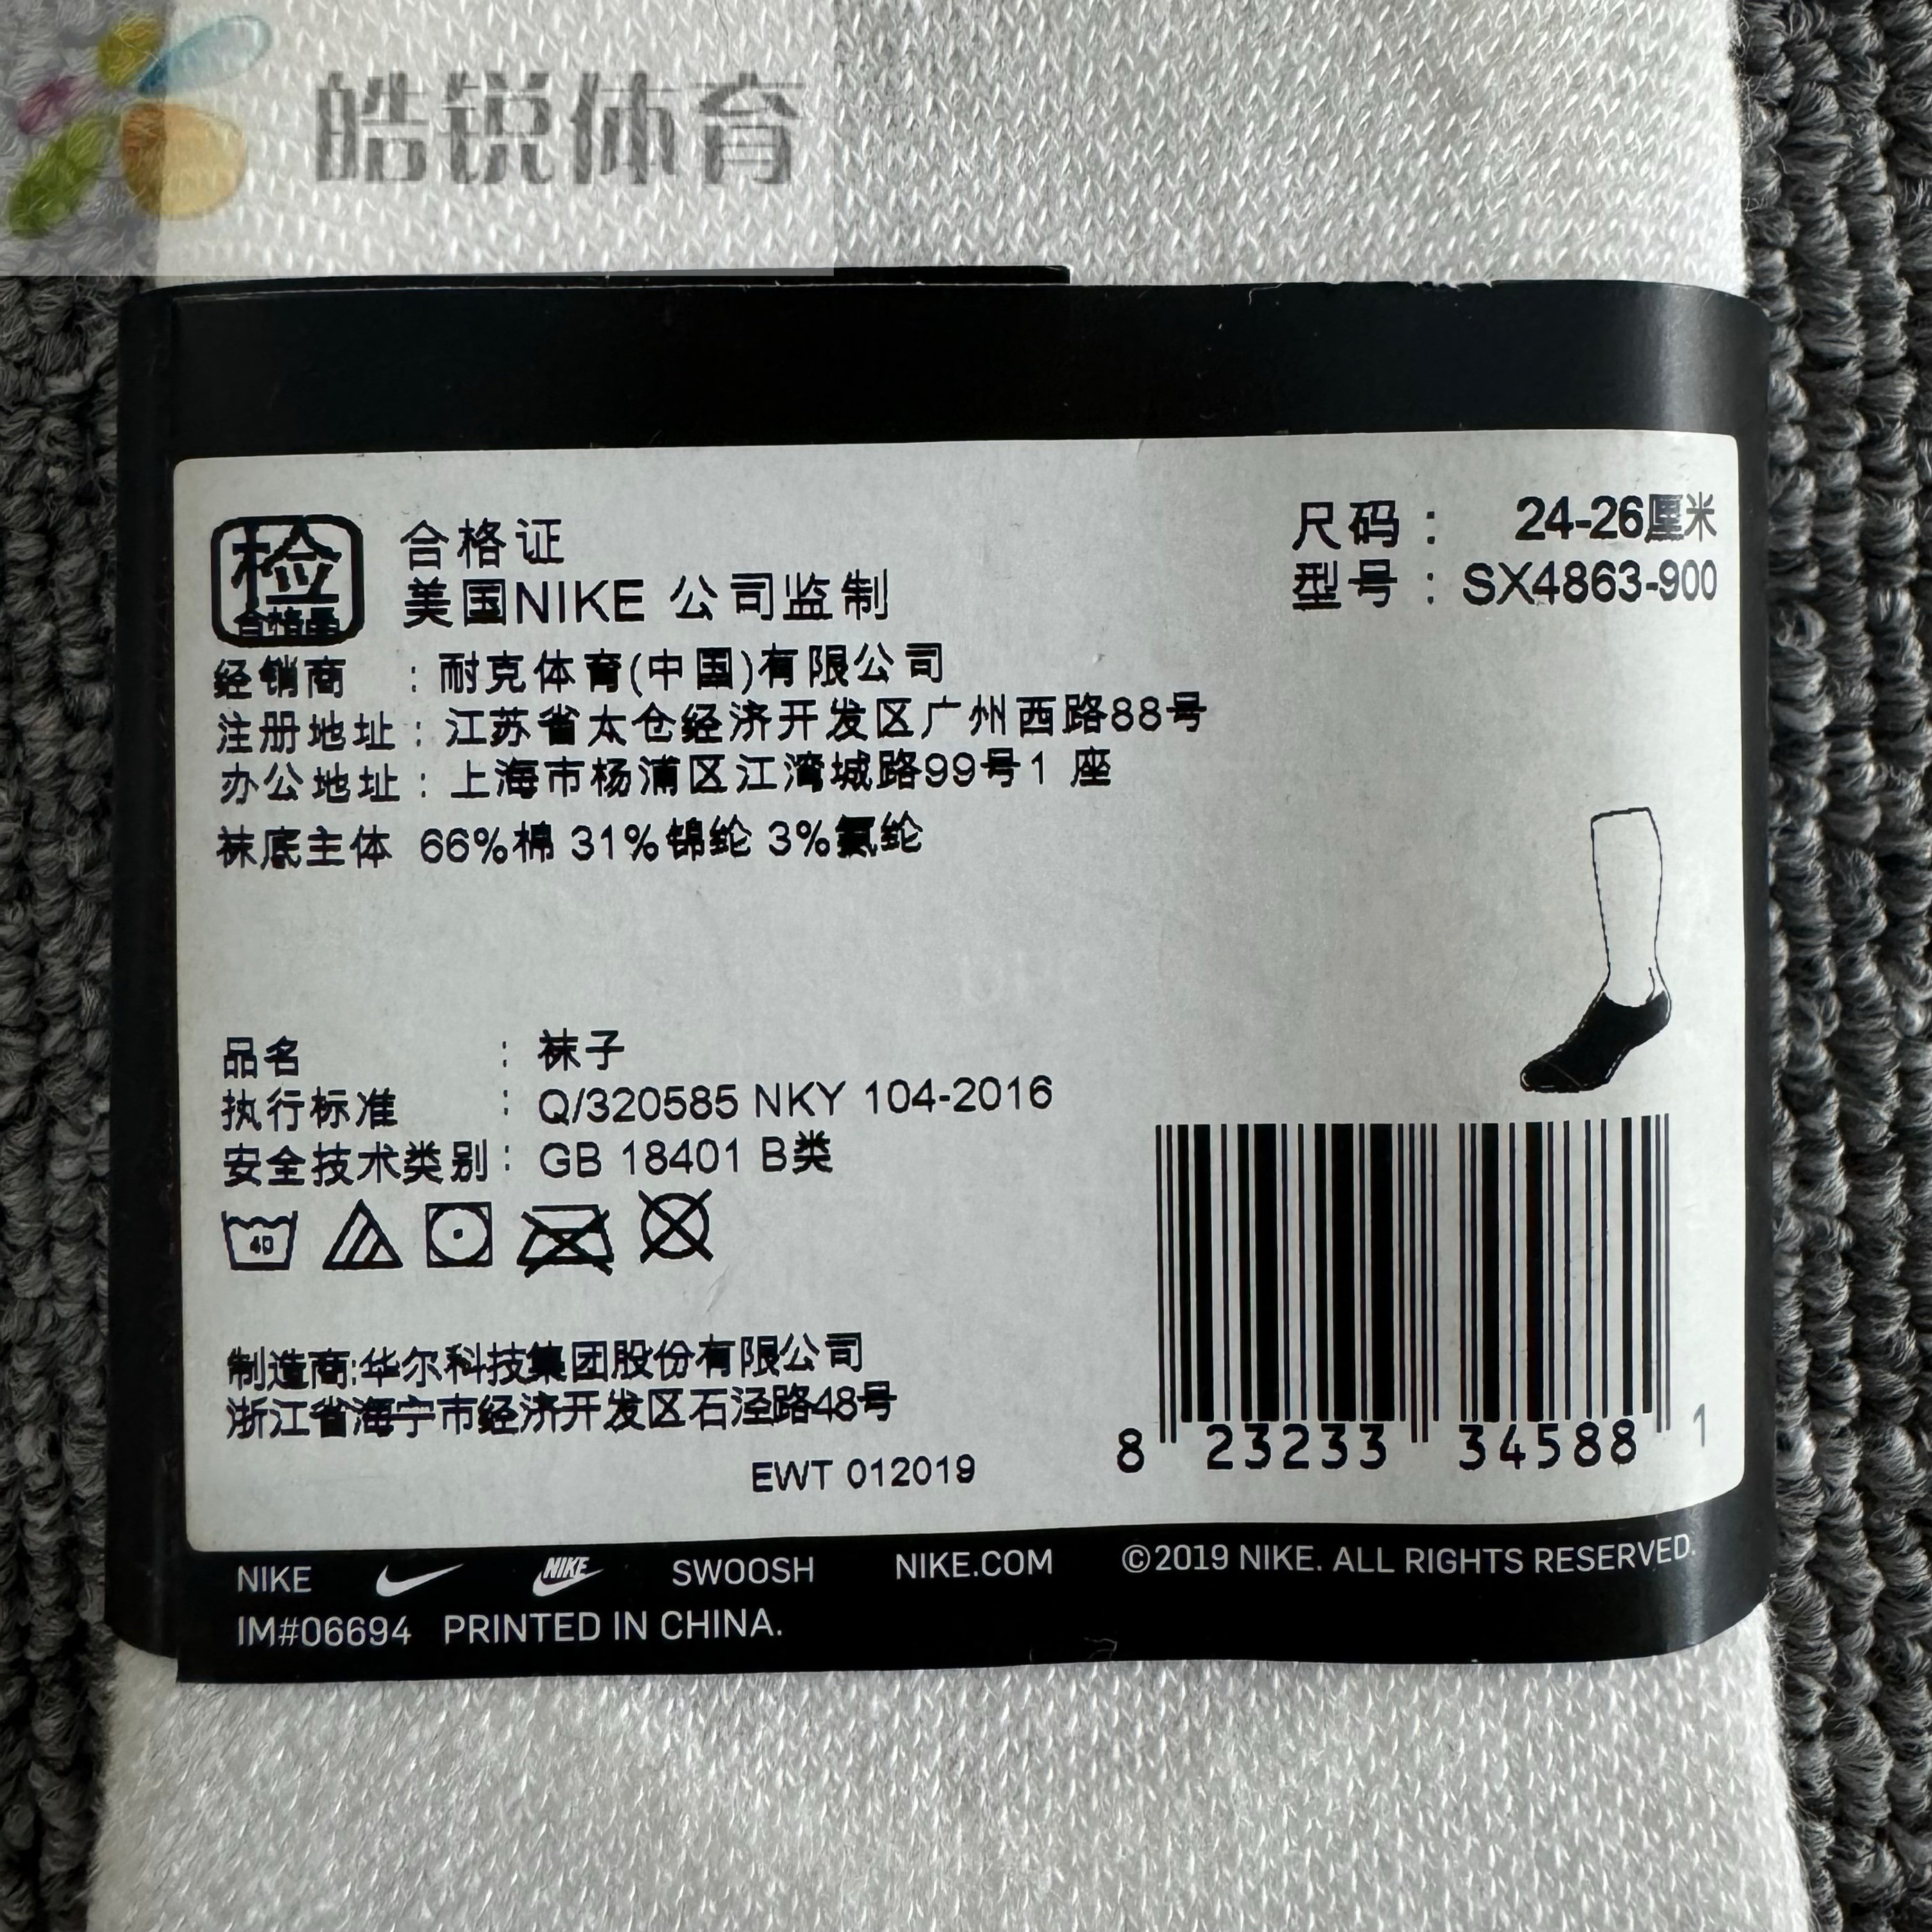 皓锐体育
检
合格品
合格证
美国NIKE 公司监制
尺码： 24-26厘米
型号：SX4863-900
经销商 : 耐克体育(中国)有限公司
注册地址 : 江苏省太仓经济开发区广州西路88号
办公地址 : 上海市杨浦区江湾城路99号1 座
袜底主体 66%棉 31%锦纶 3%氨纶
品名 : 袜子
执行标准 : Q/320585 NKY 104-2016
安全技术类别 : GB 18401 B类
40
制造商:华尔科技集团股份有限公司
浙江省海宁市经济开发区石泾路48号
EWT 012019
8 23233 34588 1
NIKE NIKE SWOOSH NIKE.COM ©2019 NIKE. ALL RIGHTS RESERVED.
IM#06694 PRINTED IN CHINA.